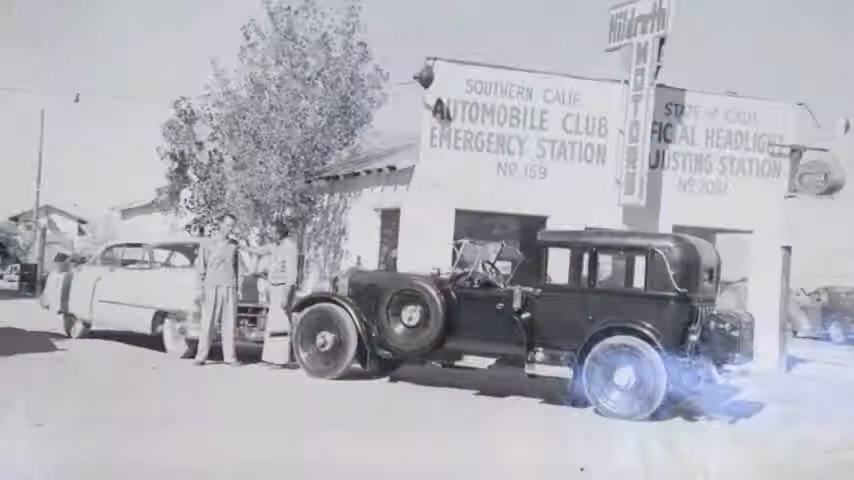 Hildreth
MOTORS
SOUTHERN CALIF.
AUTOMOBILE CLUB
EMERGENCY STATION
Nº 159
STATE OF CALIF.
FICIAL HEADLIGHT
JUSTING STATION